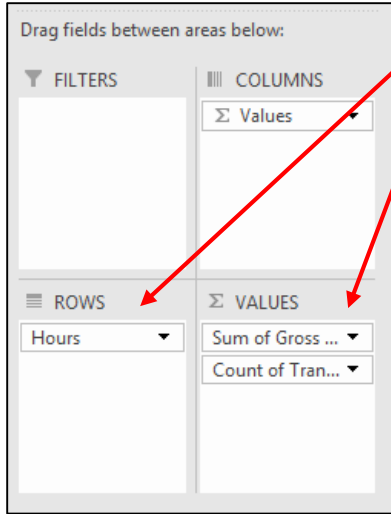 Drag fields between areas below:
FILTERS
COLUMNS
Σ Values
ROWS
Hours
Σ VALUES
Sum of Gross ...
Count of Tran...